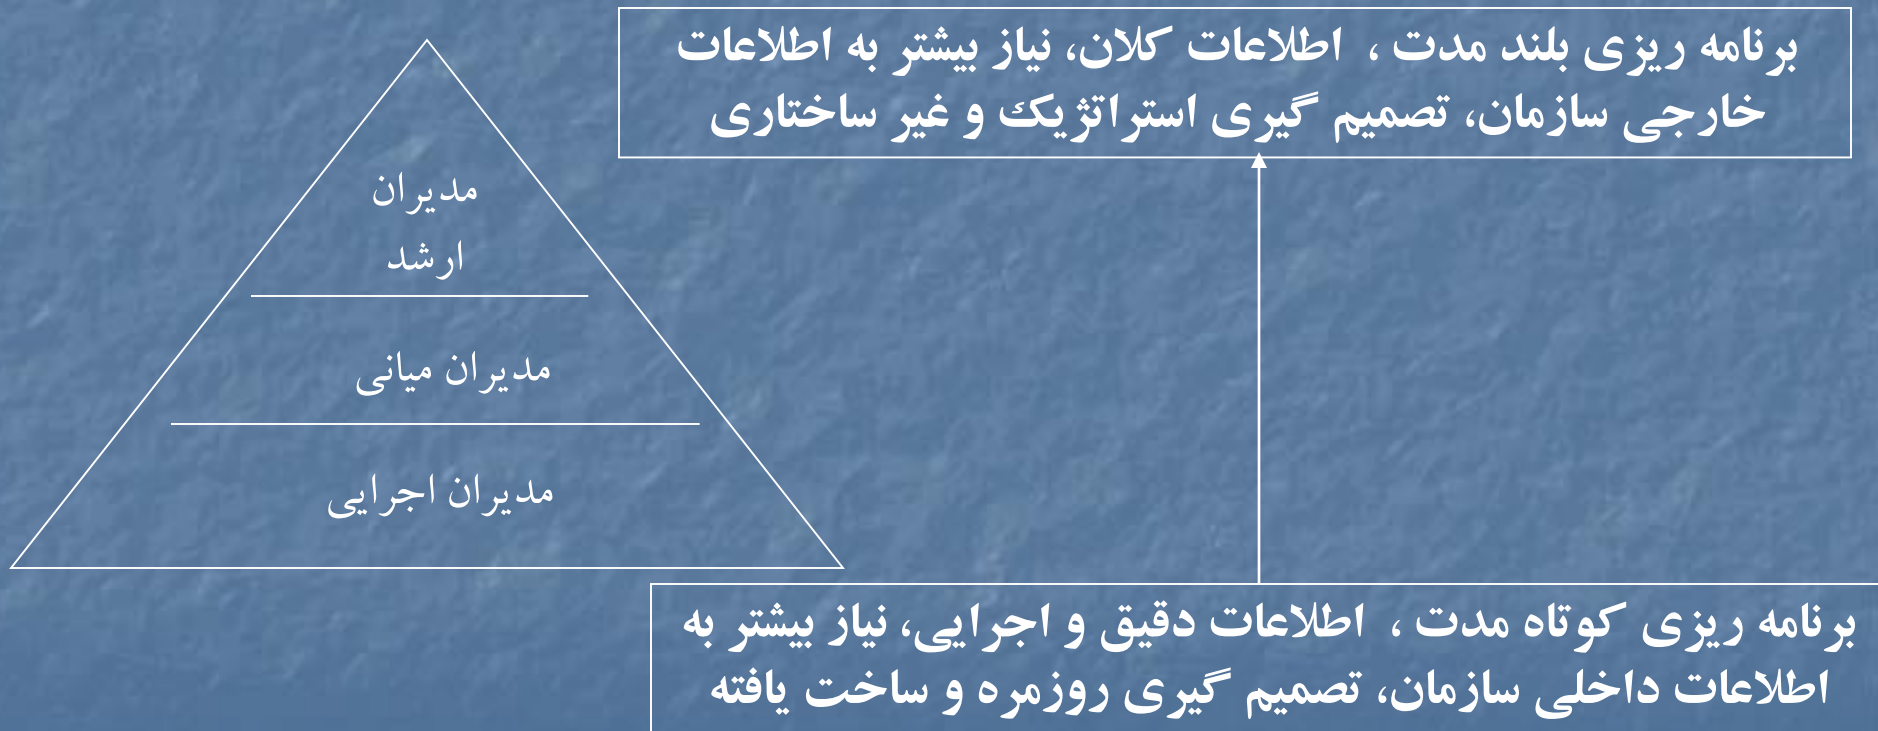 برنامه ریزی بلند مدت ، اطلاعات کلان، نیاز بیشتر به اطلاعات
خارجی سازمان، تصمیم گیری استراتژیک و غیر ساختاری
مدیران
ارشد
مدیران میانی
مدیران اجرایی
برنامه ریزی کوتاه مدت ، اطلاعات دقیق و اجرایی، نیاز بیشتر به
اطلاعات داخلی سازمان، تصمیم گیری روزمره و ساخت یافته